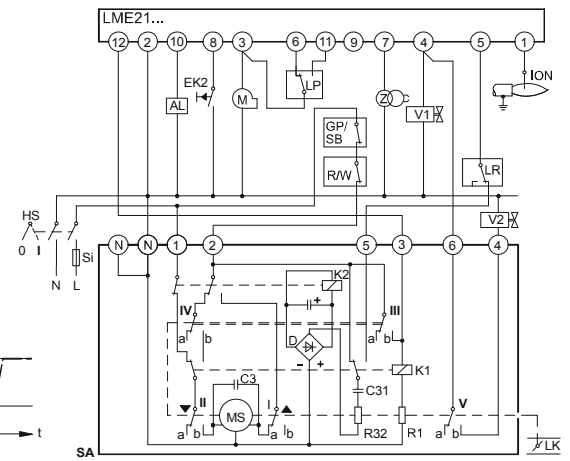 LME21...
12 2 10 8 3 6 11 9 7 4 5 1
ION
EK2
LP
AL
M
GP/
SB
Z
C
V1
R/W
LR
HS
0 I
Si
V2
N L
N N 1 2 5 3 6 4
K2
+
IV
III
a b
a b
D
- +
K1
C3
C31
II
I
V
MS
a b
a b
R32
R1
a b
t
SA
LK